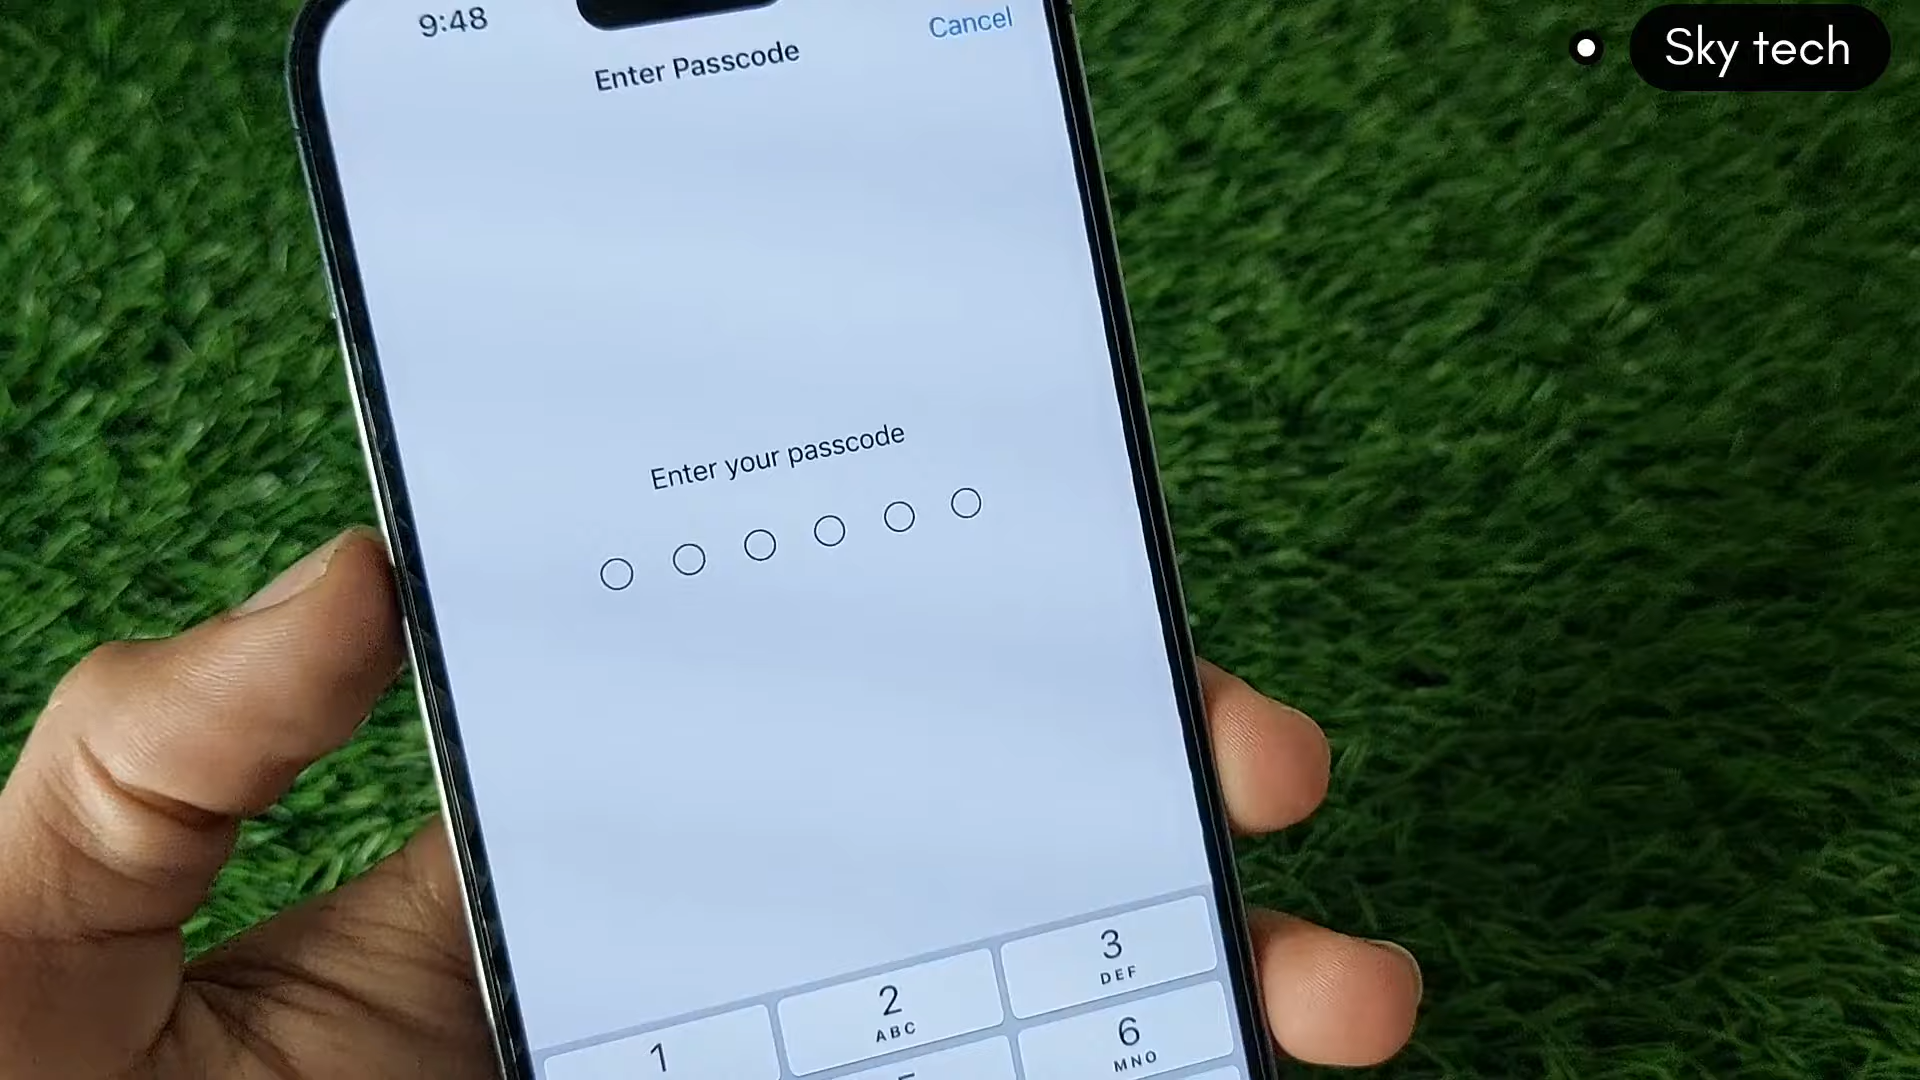 9:48
Cancel
Sky tech
Enter Passcode
Enter your passcode
1
2
ABC
3
DEF
6
MNO